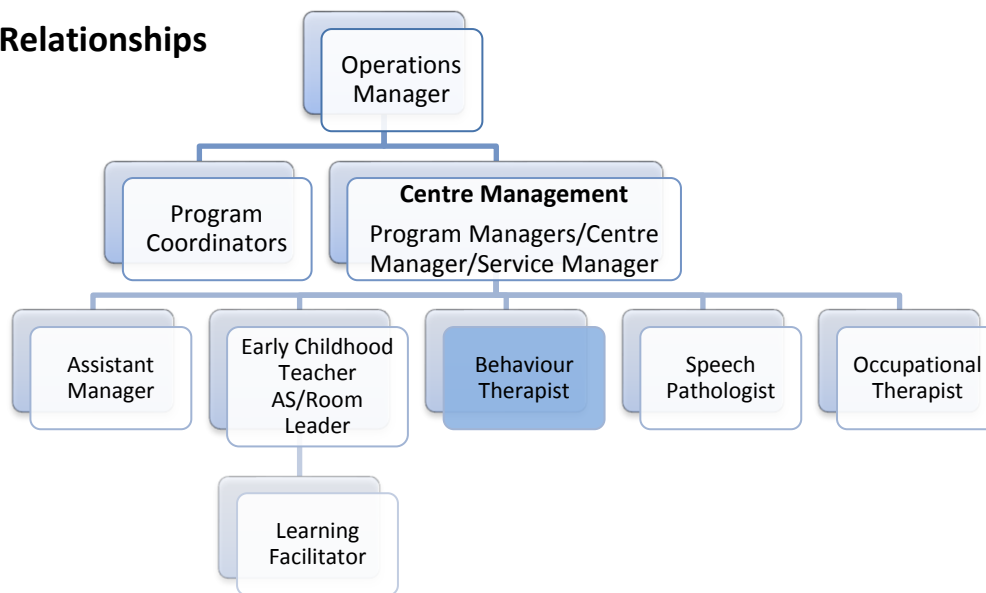 Relationships
Operations
Manager
Program
Coordinators
Centre Management
Program Managers/Centre
Manager/Service Manager
Assistant
Manager
Early Childhood
Teacher
AS/Room
Leader
Behaviour
Therapist
Speech
Pathologist
Occupational
Therapist
Learning
Facilitator